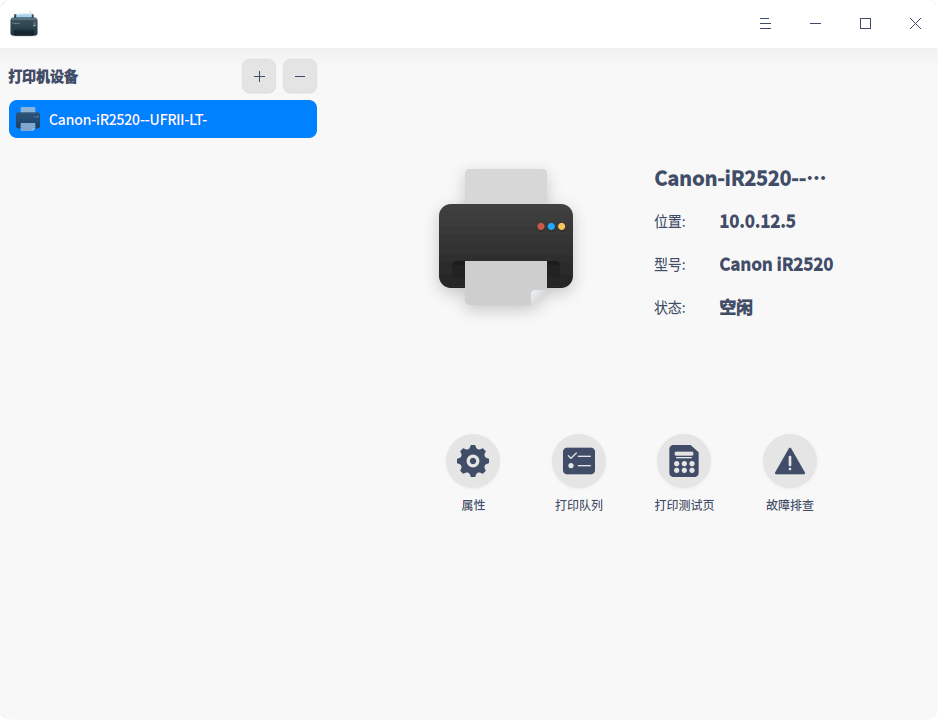 打印机设备
Canon-iR2520--UFRII-LT-
Canon-iR2520--···
位置: 10.0.12.5
型号: Canon iR2520
状态: 空闲
属性 打印队列 打印测试页 故障排查